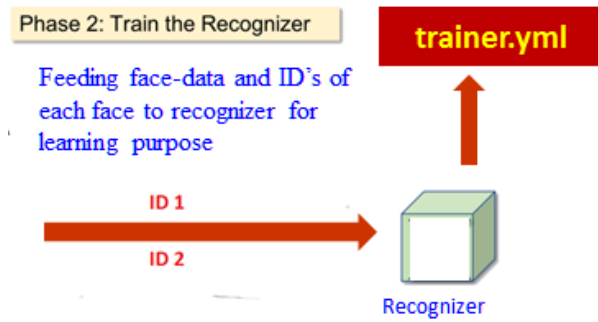 Phase 2: Train the Recognizer
trainer.yml
Feeding face-data and ID's of
each face to recognizer for
learning purpose
ID 1
ID 2
Recognizer